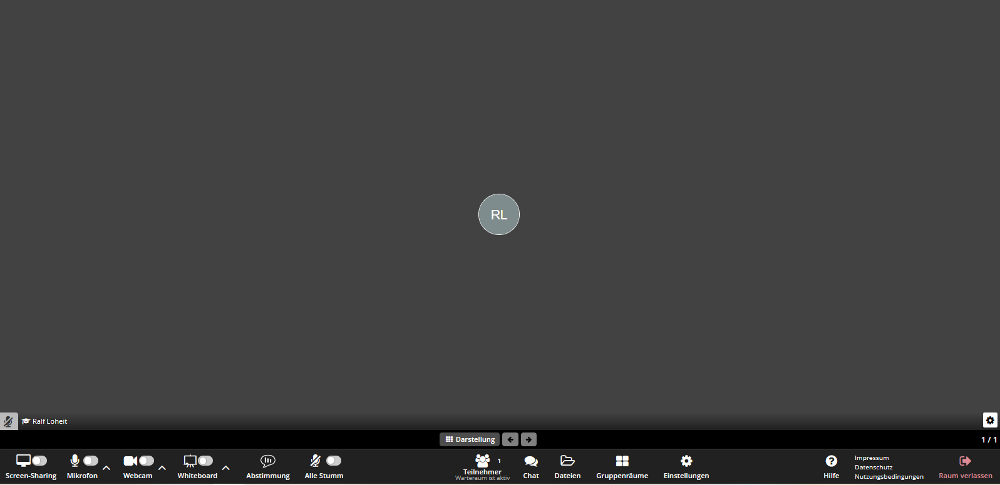 RL
Ralf Loheit
Darstellung
1 / 1
Screen-Sharing
Mikrofon
Webcam
Whiteboard
Abstimmung
Alle Stumm
1
Teilnehmer
Warteraum ist aktiv
Chat
Dateien
Gruppenräume
Einstellungen
Hilfe
Impressum
Datenschutz
Nutzungsbedingungen
Raum verlassen